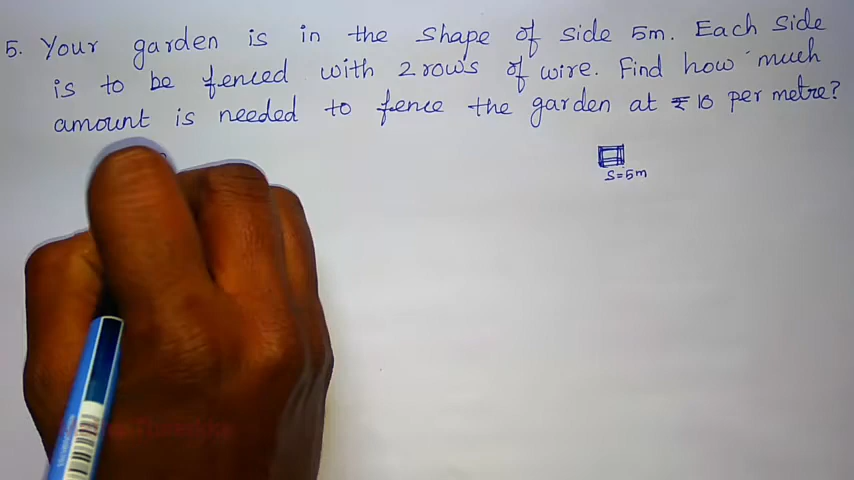 5. Your garden is in the shape of side 5m. Each side
is to be fenced with 2 rows of wire. Find how much
amount is needed to fence the garden at ₹ 10 per metre?
S=5m